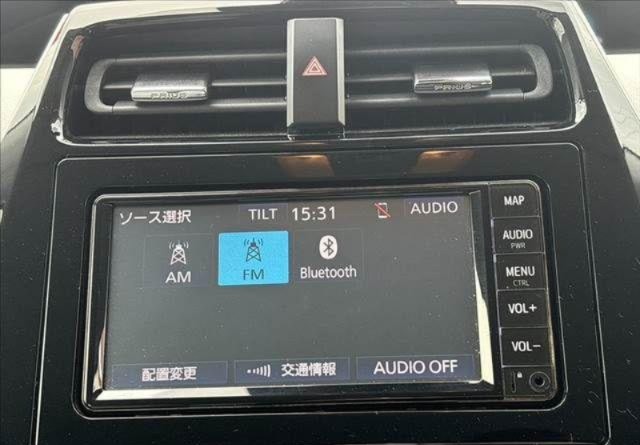 PRIUS
PRIUS
ソース選択 TILT 15:31 AUDIO
AM FM Bluetooth
配置変更 交通情報 AUDIO OFF
MAP
AUDIO
PWR
MENU
CTRL
VOL+
VOL-